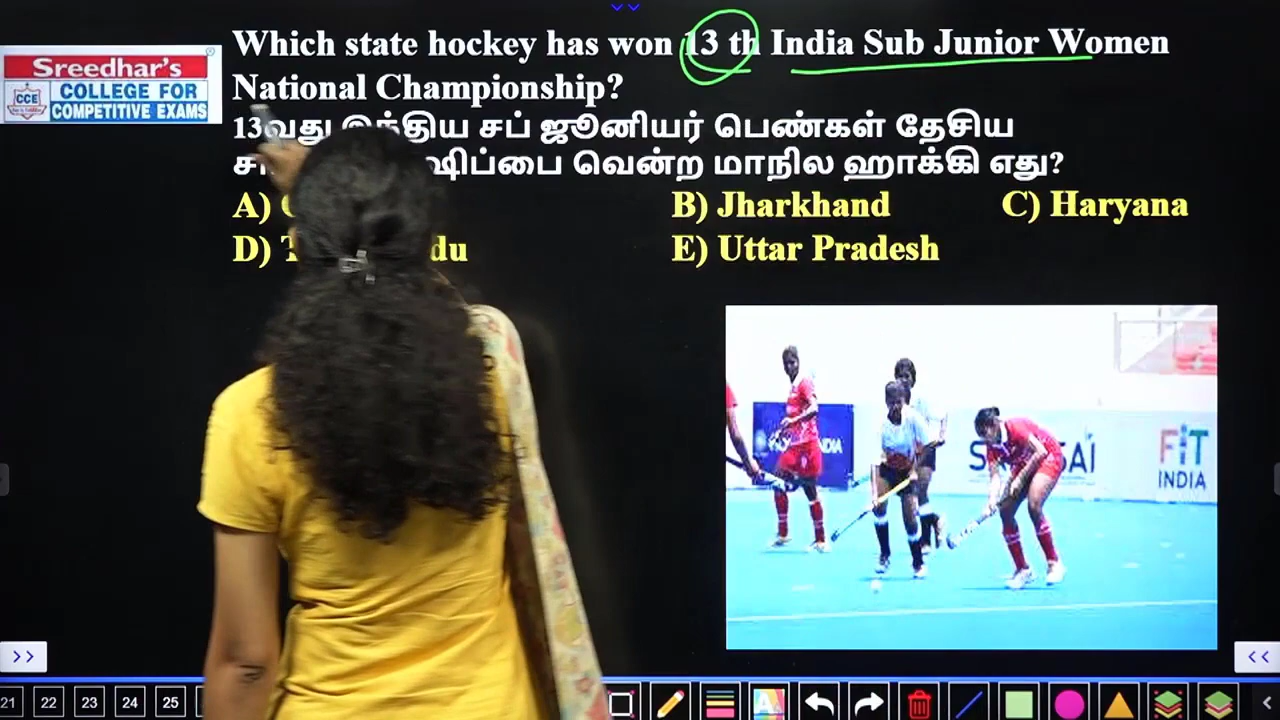 Which state hockey has won 13 th India Sub Junior Women
National Championship?
13வது இந்திய சப் ஜூனியர் பெண்கள் தேசிய
வென்ற மாநில ஹாக்கி எது?
A)
B) Jharkhand
C) Haryana
D)
E) Uttar Pradesh
Sreedhar's
CCE
COLLEGE FOR
COMPETITIVE EXAMS
FiT
INDIA
>>
<<
21 22 23 24 25